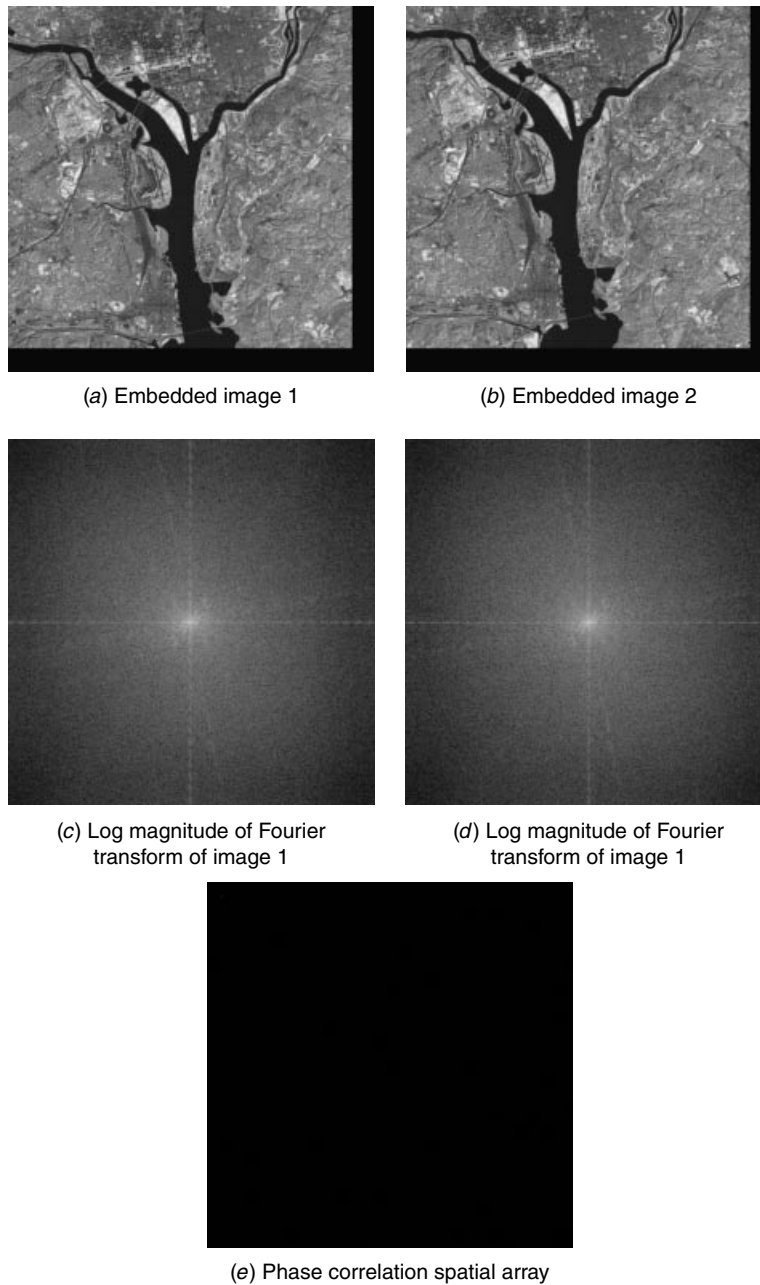 (a) Embedded image 1
(b) Embedded image 2
(c) Log magnitude of Fourier
transform of image 1
(d) Log magnitude of Fourier
transform of image 1
(e) Phase correlation spatial array